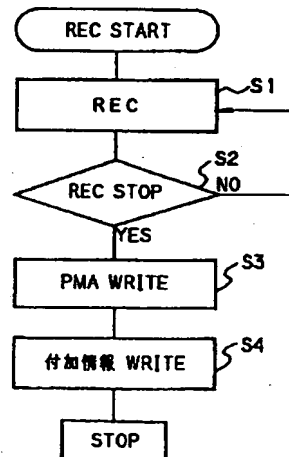 REC START
REC
S1
REC STOP
S2
NO
YES
PMA WRITE
S3
付加情報 WRITE
S4
STOP